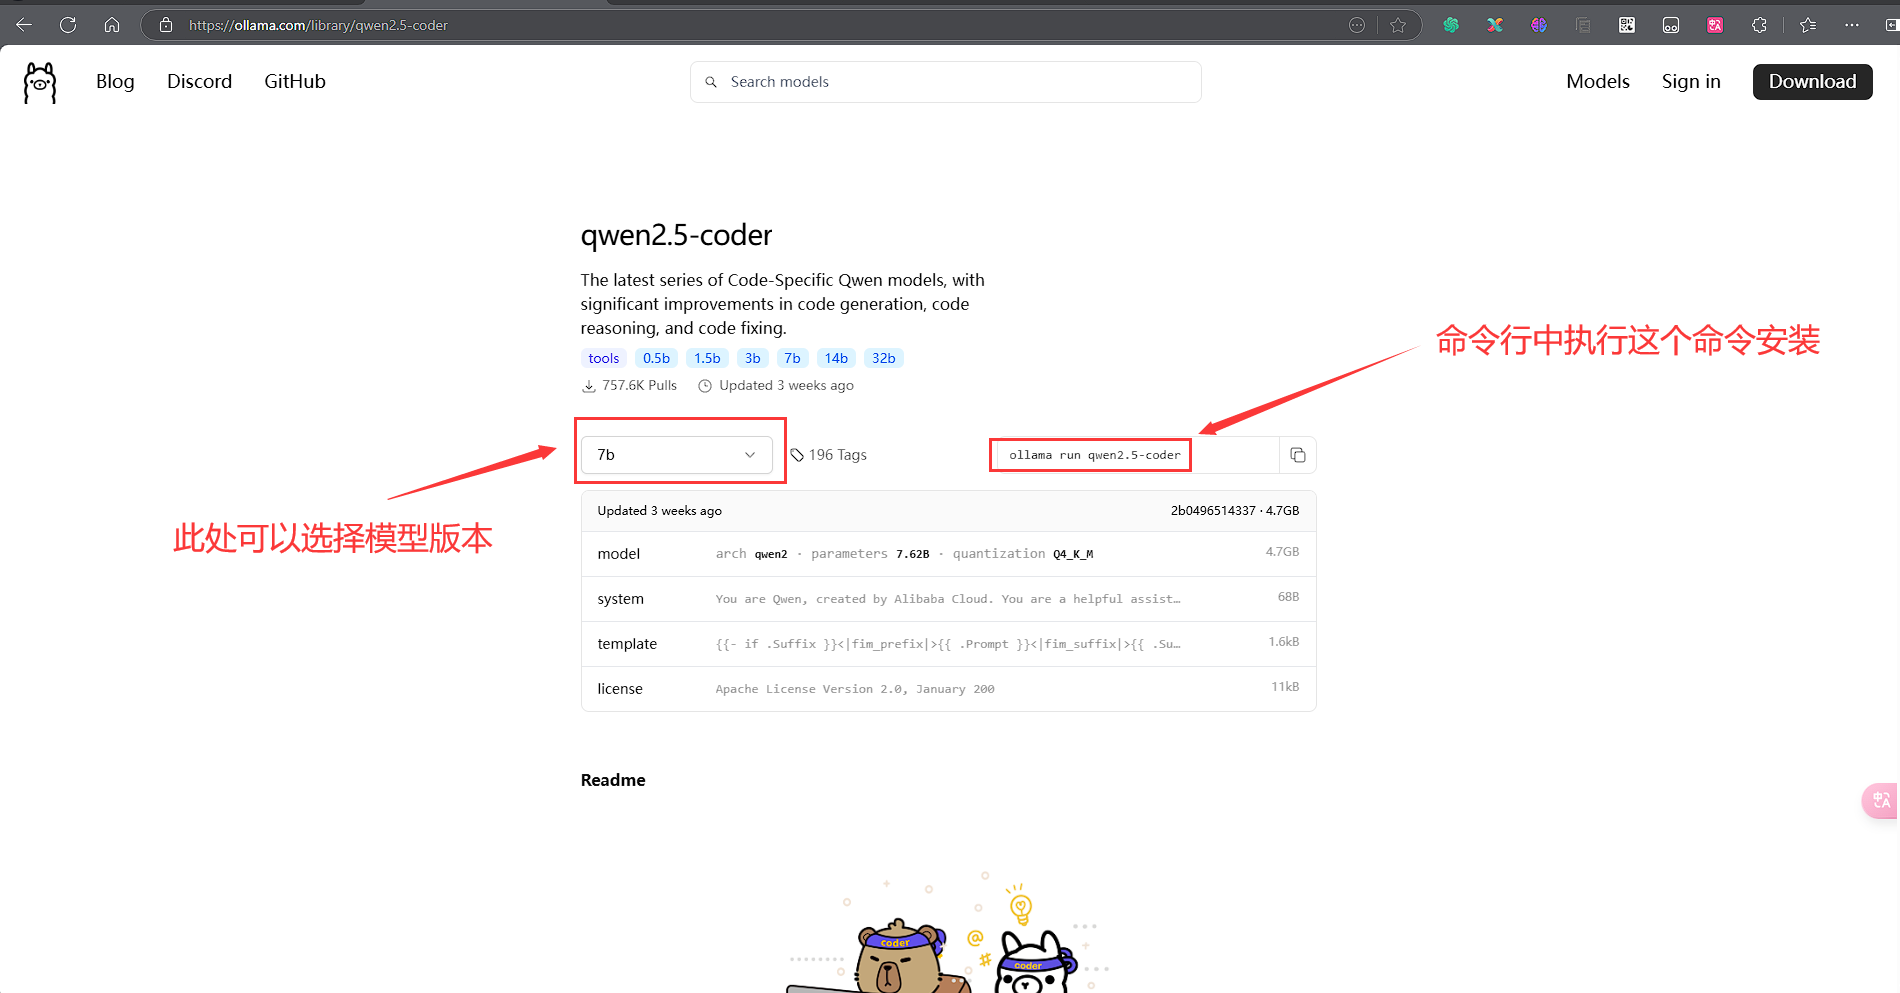 https://ollama.com/library/qwen2.5-coder
Blog Discord GitHub Search models Models Sign in Download
qwen2.5-coder
The latest series of Code-Specific Qwen models, with
significant improvements in code generation, code
reasoning, and code fixing.
tools 0.5b 1.5b 3b 7b 14b 32b
757.6K Pulls Updated 3 weeks ago
命令行中执行这个命令安装
7b 196 Tags ollama run qwen2.5-coder
此处可以选择模型版本
Updated 3 weeks ago 2b0496514337 · 4.7GB
model arch qwen2 · parameters 7.62B · quantization Q4_K_M 4.7GB
system You are Qwen, created by Alibaba Cloud. You are a helpful assist… 68B
template {{- if .Suffix }}<|fim_prefix|>{{ .Prompt }}<|fim_suffix|>{{ .Su… 1.6kB
license Apache License Version 2.0, January 200 11kB
Readme
coder
coder